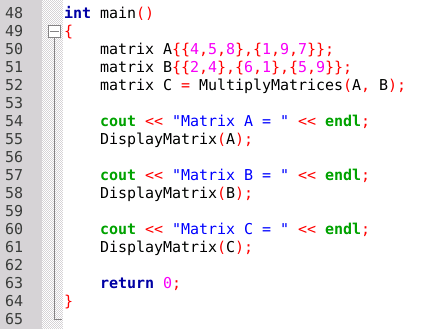 48 int main()
49 {
50     matrix A{{4,5,8},{1,9,7}};
51     matrix B{{2,4},{6,1},{5,9}};
52     matrix C = MultiplyMatrices(A, B);
53
54     cout << "Matrix A = " << endl;
55     DisplayMatrix(A);
56
57     cout << "Matrix B = " << endl;
58     DisplayMatrix(B);
59
60     cout << "Matrix C = " << endl;
61     DisplayMatrix(C);
62
63     return 0;
64 }
65